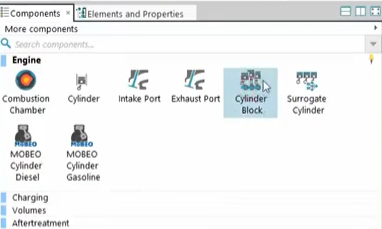 Components
Elements and Properties
More components
Search components...
Engine
Combustion Chamber
Cylinder
Intake Port
Exhaust Port
Cylinder Block
Surrogate Cylinder
MOBEO Cylinder Diesel
MOBEO Cylinder Gasoline
Charging
Volumes
Aftertreatment